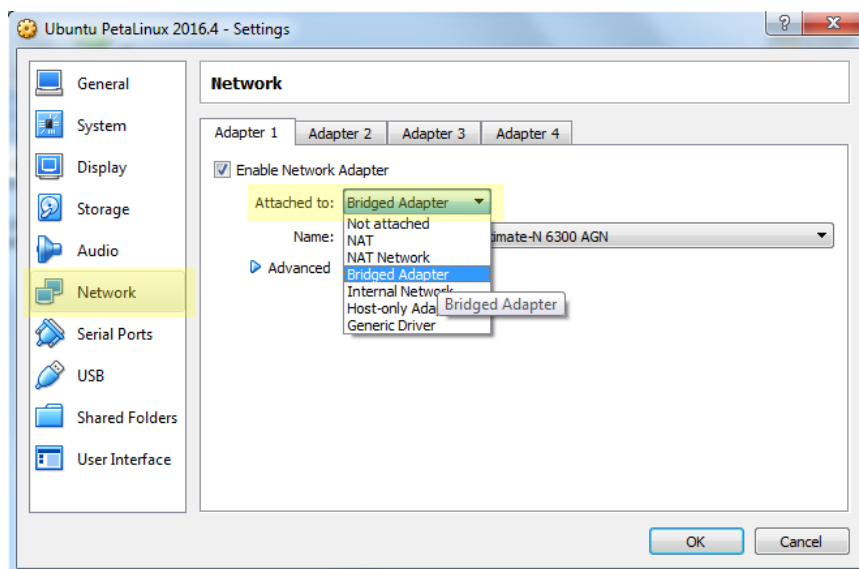 Ubuntu PetaLinux 2016.4 - Settings
? x
General
System
Display
Storage
Audio
Network
Serial Ports
USB
Shared Folders
User Interface
Network
Adapter 1 Adapter 2 Adapter 3 Adapter 4
Enable Network Adapter
Attached to: Bridged Adapter
Not attached
Name: NAT 6300 AGN
NAT Network
Advanced Bridged Adapter
Internal Network
Host-only Bridged Adapter
Generic Driver
OK Cancel